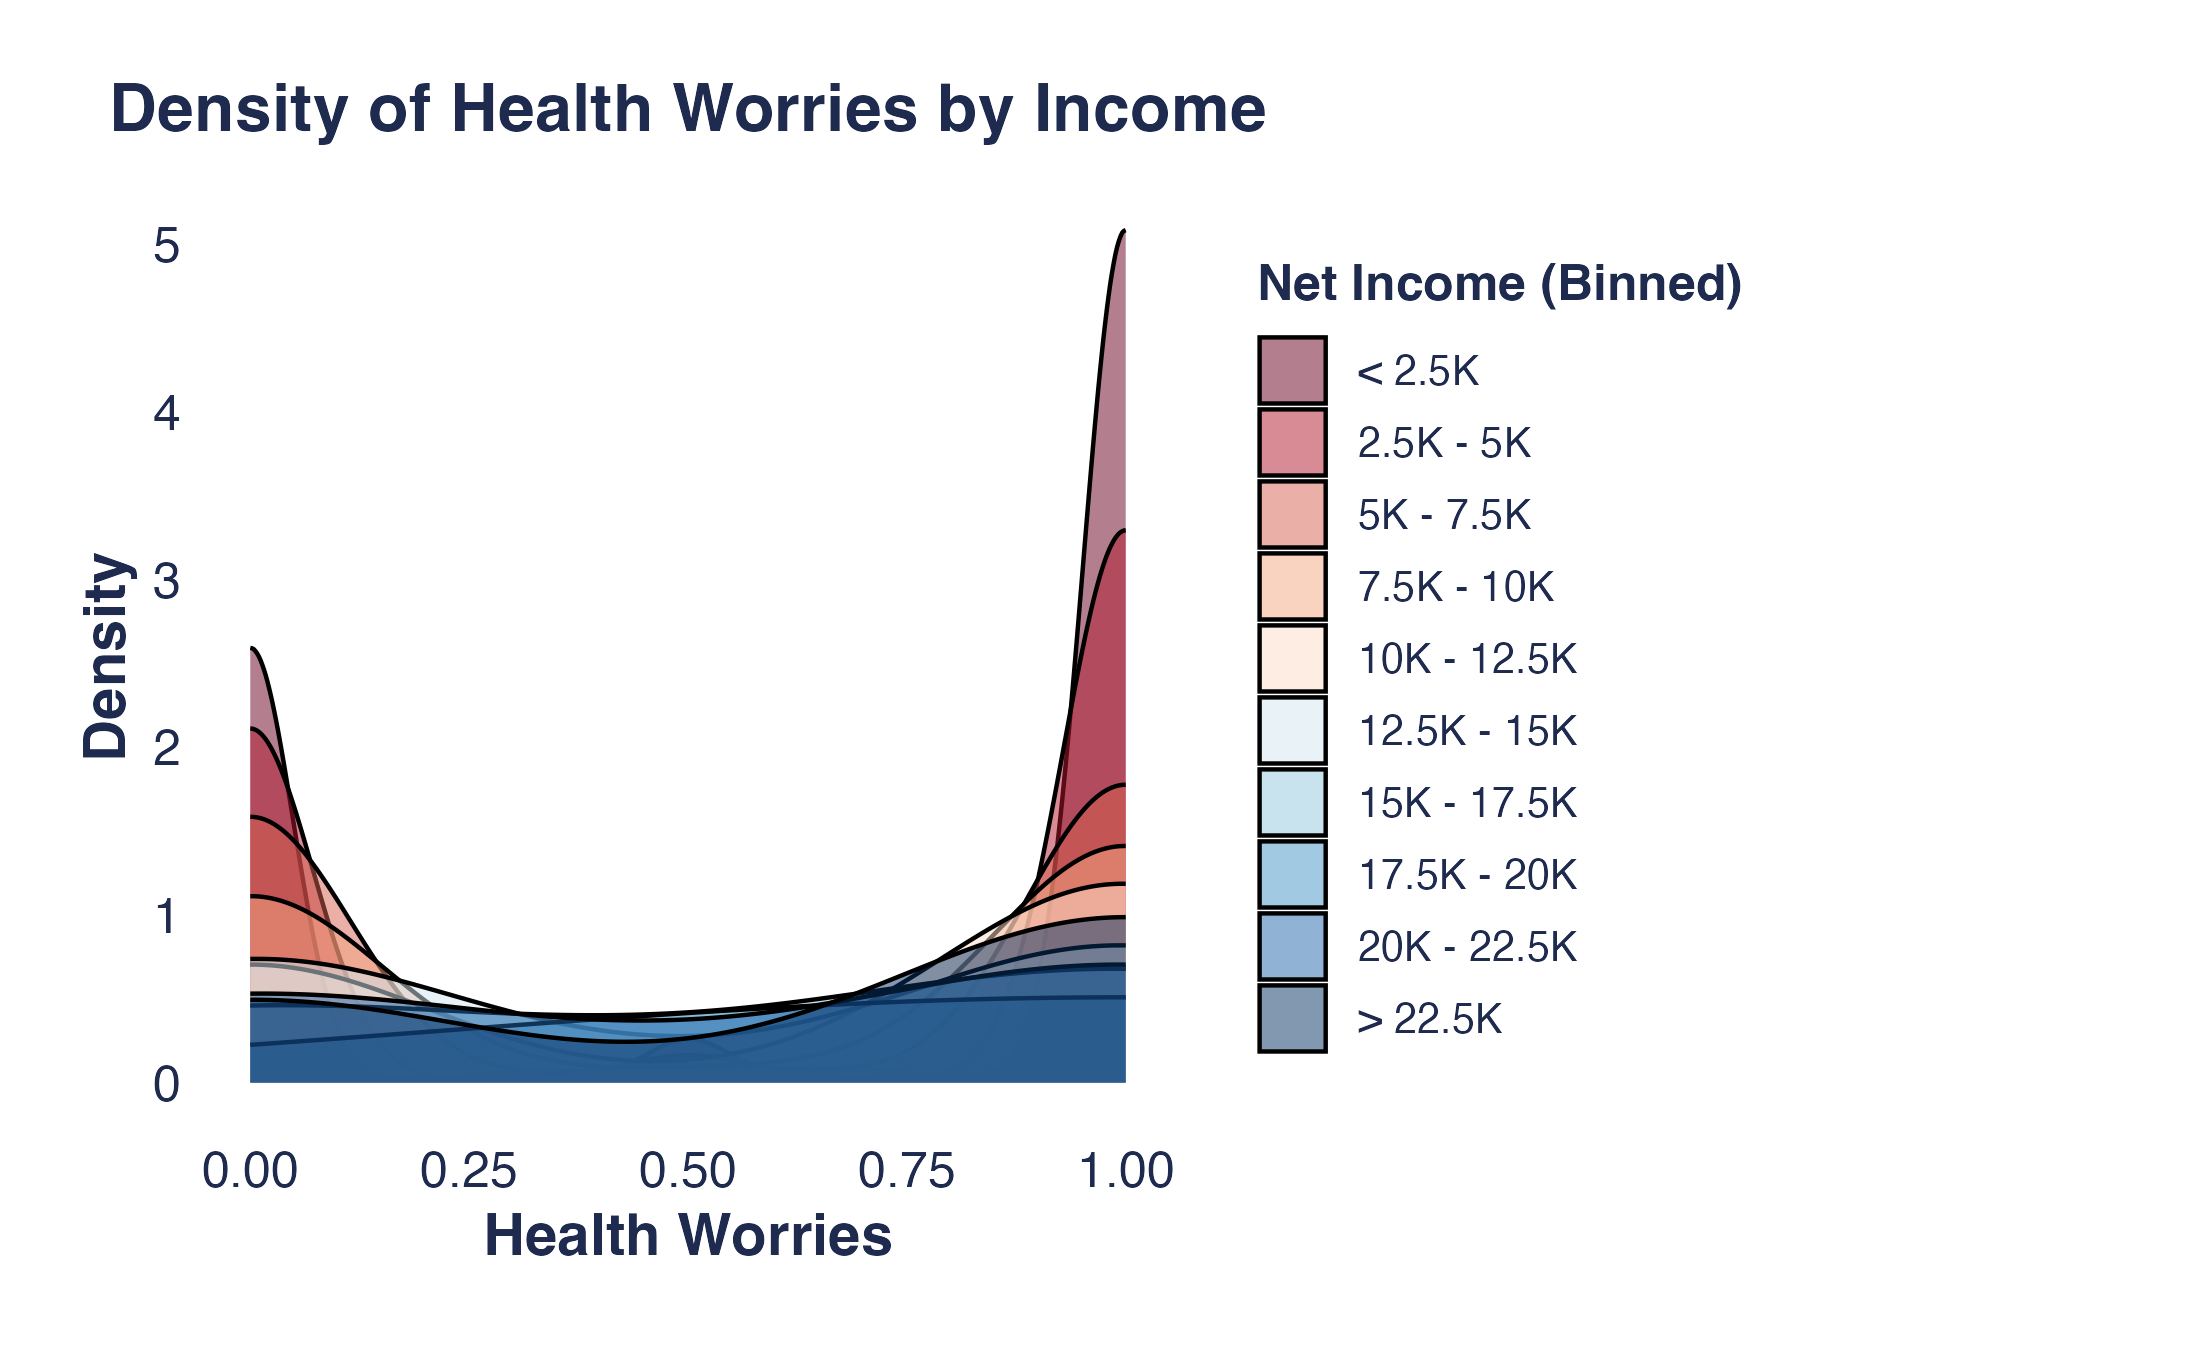 Density of Health Worries by Income
5
4
3
2
1
0
Density
0.00 0.25 0.50 0.75 1.00
Health Worries
Net Income (Binned)
< 2.5K
2.5K - 5K
5K - 7.5K
7.5K - 10K
10K - 12.5K
12.5K - 15K
15K - 17.5K
17.5K - 20K
20K - 22.5K
> 22.5K